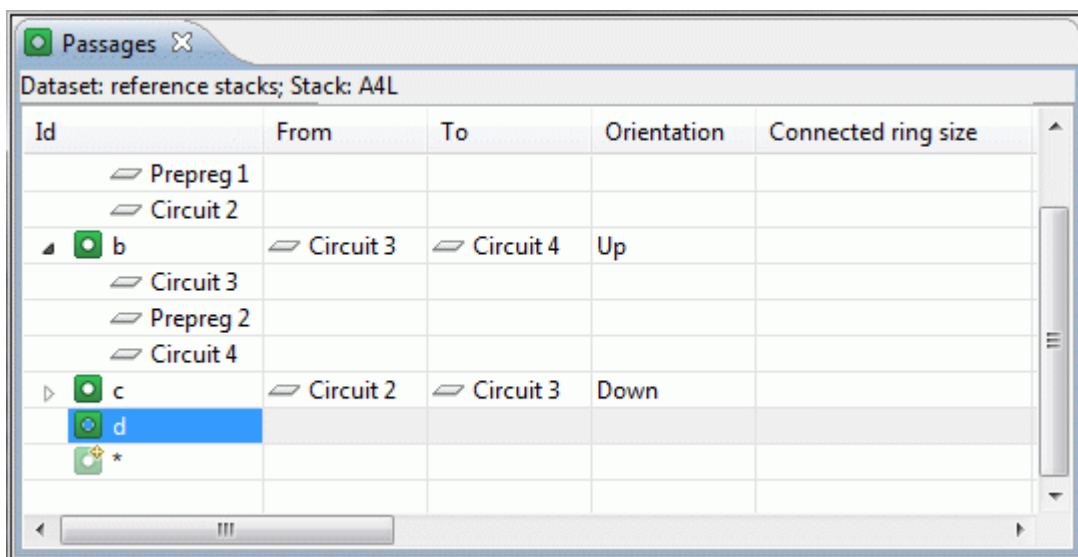 Passages
Dataset: reference stacks; Stack: A4L
Id From To Orientation Connected ring size
Prepreg 1
Circuit 2
b Circuit 3 Circuit 4 Up
Circuit 3
Prepreg 2
Circuit 4
c Circuit 2 Circuit 3 Down
d
*